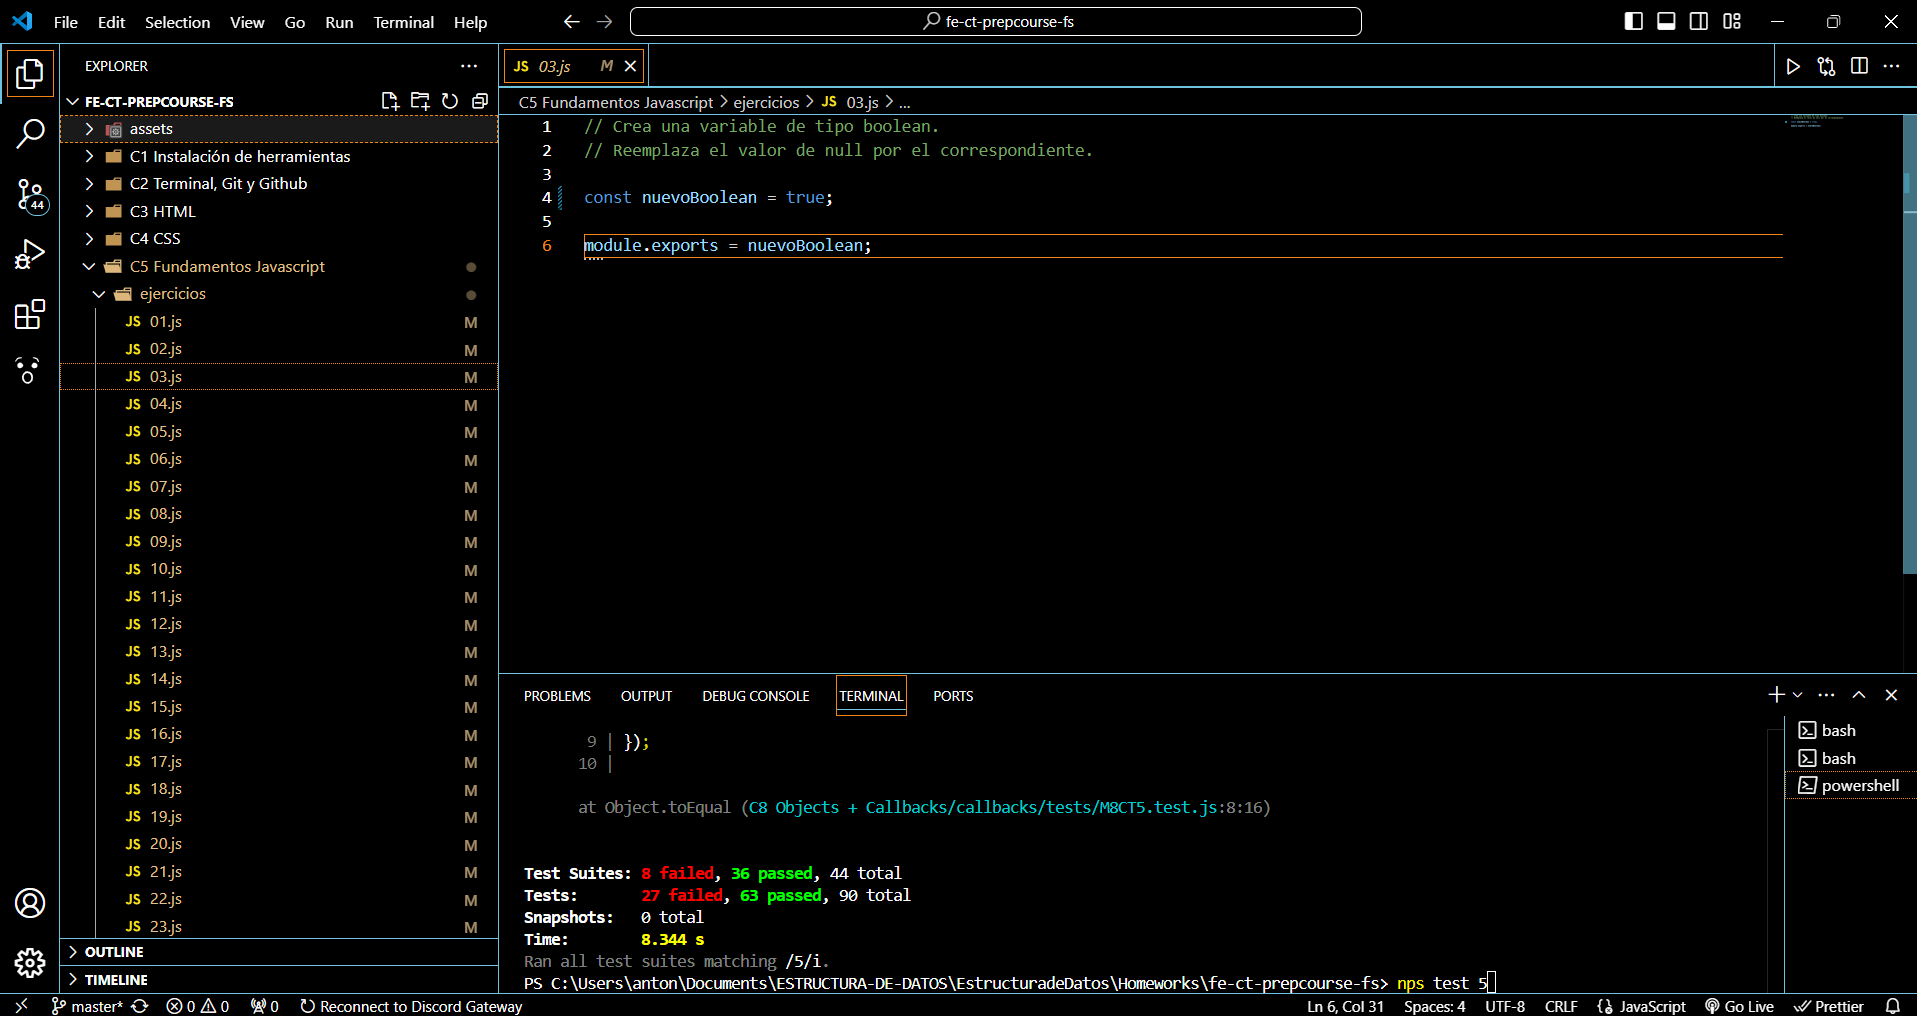 File Edit Selection View Go Run Terminal Help
fe-ct-prepcourse-fs
EXPLORER
FE-CT-PREPCOURSE-FS
assets
C1 Instalación de herramientas
C2 Terminal, Git y Github
C3 HTML
C4 CSS
C5 Fundamentos Javascript
ejercicios
JS 01.js M
JS 02.js M
JS 03.js M
JS 04.js M
JS 05.js M
JS 06.js M
JS 07.js M
JS 08.js M
JS 09.js M
JS 10.js M
JS 11.js M
JS 12.js M
JS 13.js M
JS 14.js M
JS 15.js M
JS 16.js M
JS 17.js M
JS 18.js M
JS 19.js M
JS 20.js M
JS 21.js M
JS 22.js M
JS 23.js M
OUTLINE
TIMELINE
44
JS 03.js M
C5 Fundamentos Javascript > ejercicios > JS 03.js > ...
1 // Crea una variable de tipo boolean.
2 // Reemplaza el valor de null por el correspondiente.
3
4 const nuevoBoolean = true;
5
6 module.exports = nuevoBoolean;
PROBLEMS OUTPUT DEBUG CONSOLE TERMINAL PORTS
9 | });
10 |
at Object.toEqual (C8 Objects + Callbacks/callbacks/tests/M8CT5.test.js:8:16)
Test Suites: 8 failed, 36 passed, 44 total
Tests: 27 failed, 63 passed, 90 total
Snapshots: 0 total
Time: 8.344 s
Ran all test suites matching /5/i.
PS C:\Users\anton\Documents\ESTRUCTURA-DE-DATOS\EstructuradeDatos\Homeworks\fe-ct-prepcourse-fs> nps test 5
bash
bash
powershell
master* 0 0 0 Reconnect to Discord Gateway
Ln 6, Col 31 Spaces: 4 UTF-8 CRLF {} JavaScript Go Live Prettier